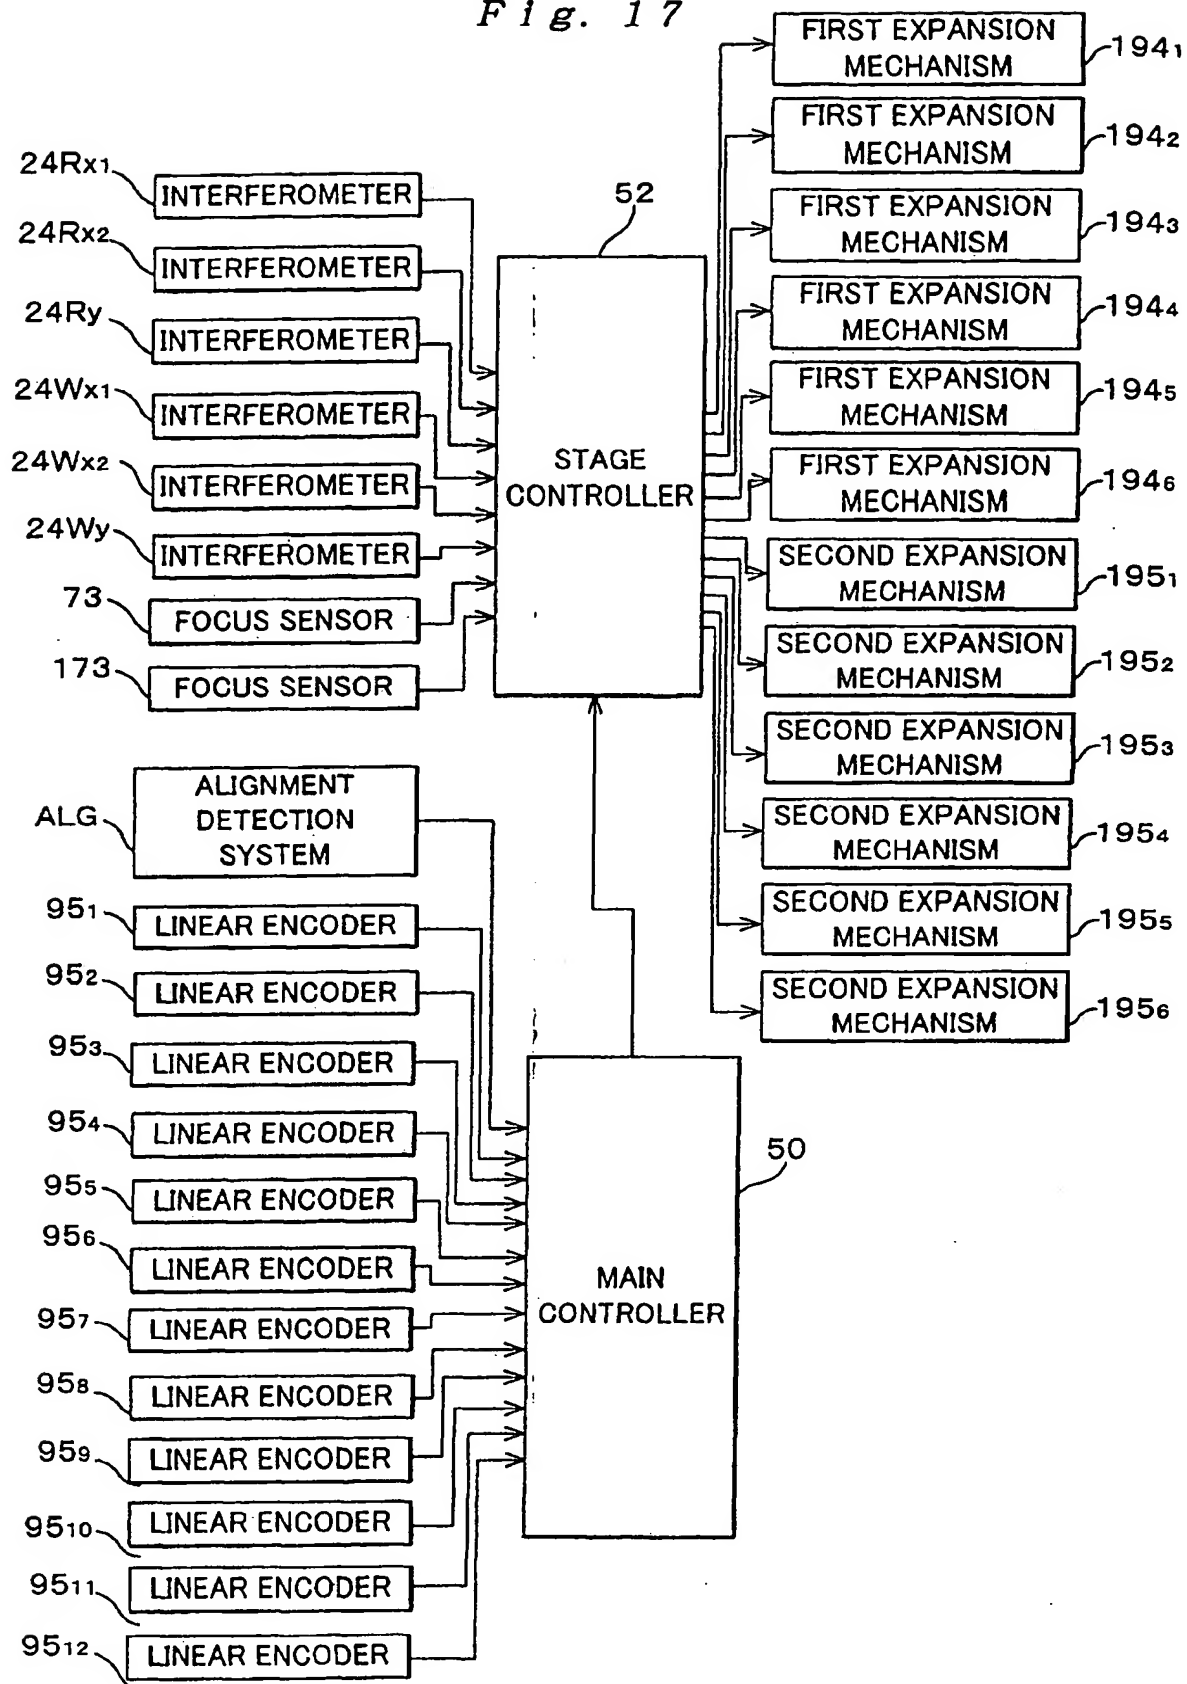 Fig. 17
FIRST EXPANSION
MECHANISM
194₁
FIRST EXPANSION
MECHANISM
194₂
FIRST EXPANSION
MECHANISM
194₃
FIRST EXPANSION
MECHANISM
194₄
FIRST EXPANSION
MECHANISM
194₅
FIRST EXPANSION
MECHANISM
194₆
SECOND EXPANSION
MECHANISM
195₁
SECOND EXPANSION
MECHANISM
195₂
SECOND EXPANSION
MECHANISM
195₃
SECOND EXPANSION
MECHANISM
195₄
SECOND EXPANSION
MECHANISM
195₅
SECOND EXPANSION
MECHANISM
195₆
24Rx1
INTERFEROMETER
24Rx2
INTERFEROMETER
24Ry
INTERFEROMETER
24Wx1
INTERFEROMETER
24Wx2
INTERFEROMETER
24Wy
INTERFEROMETER
73
FOCUS SENSOR
173
FOCUS SENSOR
52
STAGE
CONTROLLER
ALG
ALIGNMENT
DETECTION
SYSTEM
95₁
LINEAR ENCODER
95₂
LINEAR ENCODER
95₃
LINEAR ENCODER
95₄
LINEAR ENCODER
95₅
LINEAR ENCODER
95₆
LINEAR ENCODER
95₇
LINEAR ENCODER
95₈
LINEAR ENCODER
95₉
LINEAR ENCODER
95₁₀
LINEAR ENCODER
95₁₁
LINEAR ENCODER
95₁₂
LINEAR ENCODER
50
MAIN
CONTROLLER